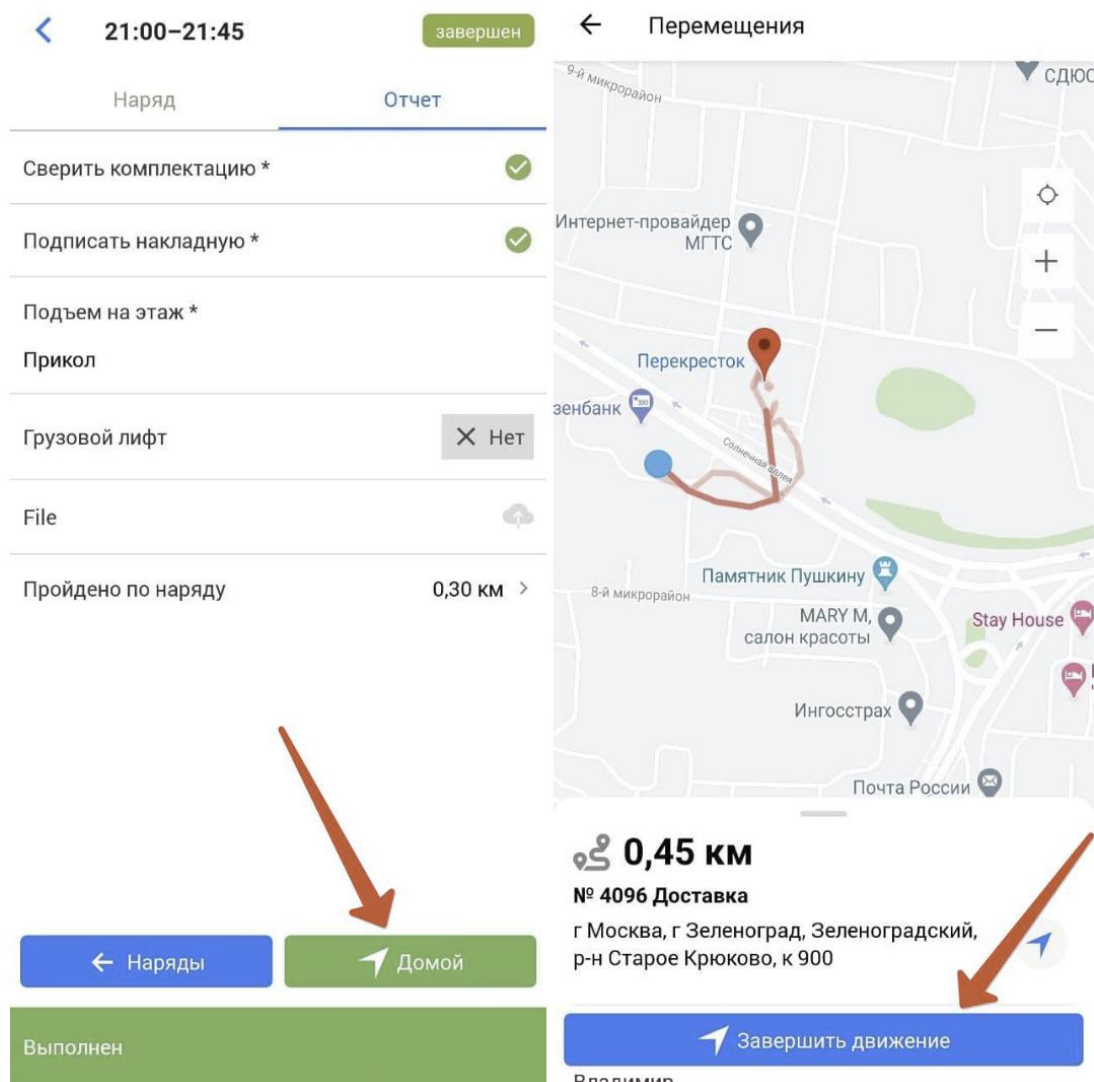 21:00–21:45
завершен
Наряд
Отчет
Сверить комплектацию *
Подписать накладную *
Подъем на этаж *
Прикол
Грузовой лифт
Нет
File
Пройдено по наряду
0,30 км
Наряды
Домой
Выполнен
Перемещения
9-й микрорайон
СДЮС
Интернет-провайдер
МГТС
Перекресток
зенбанк
Солнечная аллея
Памятник Пушкину
8-й микрорайон
MARY M,
салон красоты
Stay House
Ингосстрах
Почта России
0,45 км
№ 4096 Доставка
г Москва, г Зеленоград, Зеленоградский,
р-н Старое Крюково, к 900
Завершить движение
Владимир